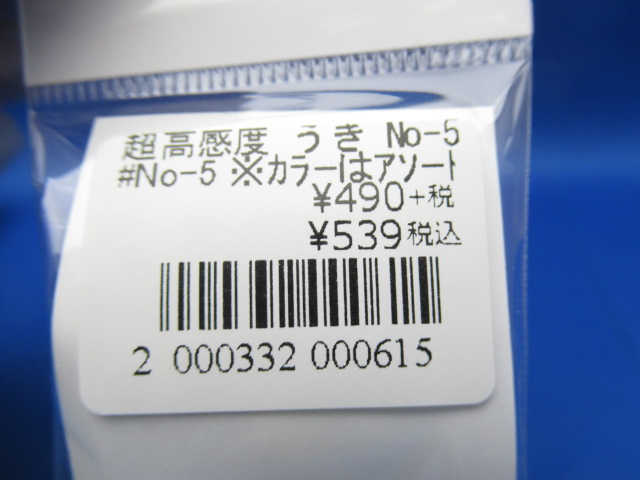 超高感度 うき No-5
#No-5 ※カラーはアソート
¥490+税
¥539税込
2 000332 000615